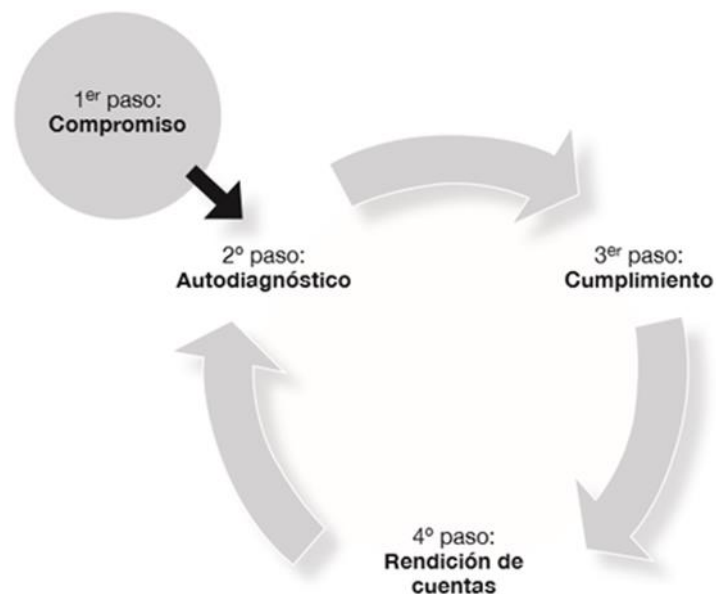 1er paso:
Compromiso
2º paso:
Autodiagnóstico
3er paso:
Cumplimiento
4º paso:
Rendición de
cuentas